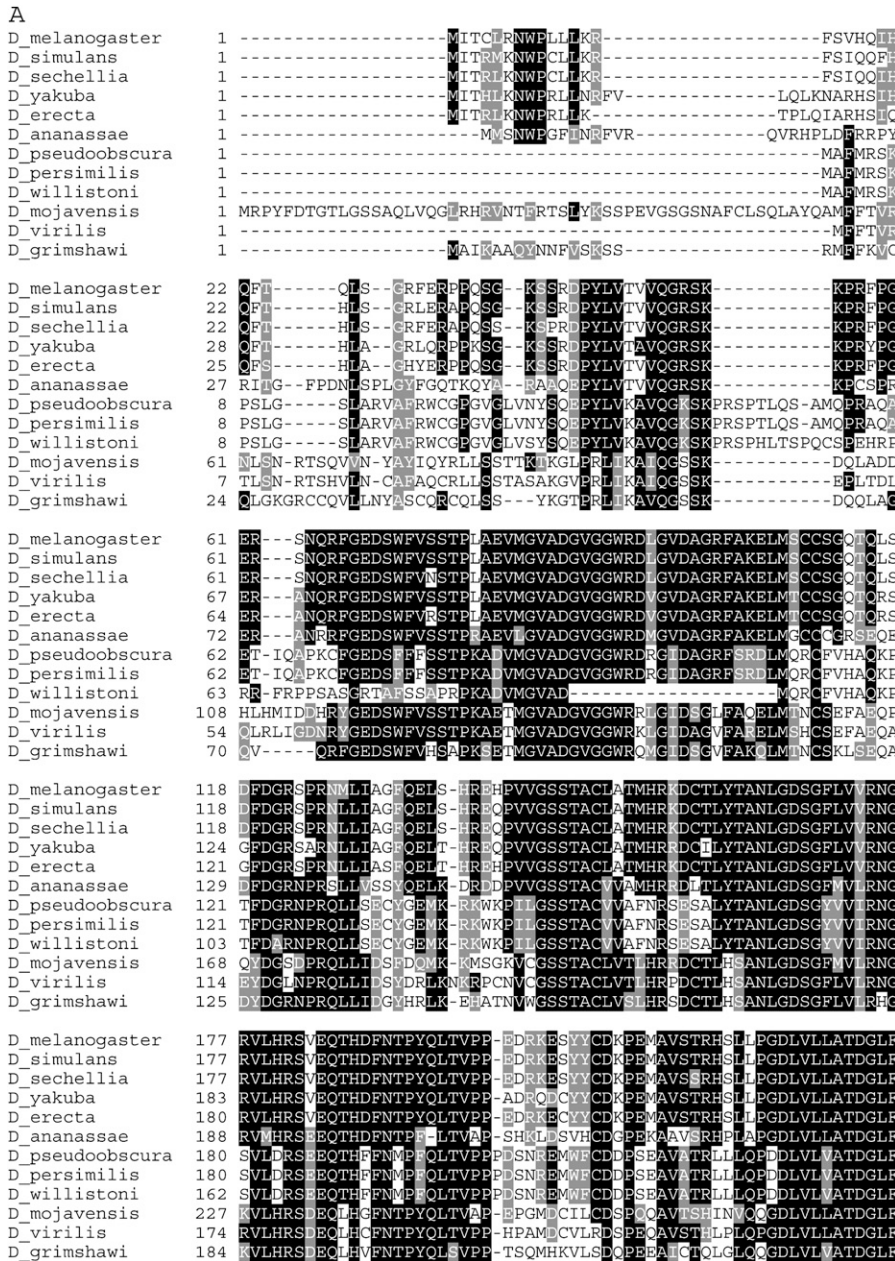 A
D_melanogaster 1 -------------------MITCLRNWPLLLKR--------------------FSVHQIH
D_simulans 1 -------------------MITRMKNWPCLLKR--------------------FSIQQFH
D_sechellia 1 -------------------MITRLKNWPCLLKR--------------------FSIQQIH
D_yakuba 1 -------------------MITHLKNWPRLLNRFV--------------LQLKNARHSIH
D_erecta 1 -------------------MITRLKNWPRLLK-----------------TPLQIARHSIQ
D_ananassae 1 ----------------------MMSNWPGFINRFVR------------QVRHPLDFRRPY
D_pseudoobscura 1 -----------------------------------------------------MAFMRSK
D_persimilis 1 -----------------------------------------------------MAFMRSK
D_willistoni 1 -----------------------------------------------------MAFMRSK
D_mojavensis 1 MRPYFDTGTLGSSAQLVQGLRHRVNTFRTSLYKSSPEVGSGSNAFCLSQLAYQAMFFTVR
D_virilis 1 ------------------------------------------------------MFFTVR
D_grimshawi 1 -------------------MAIKAAQYNNFVSKSS------------------RMFFKVC
D_melanogaster 22 QFT------QLS--GRFERPPQSG--KSSRDPYLVTVVQGRSK-----------KPRFPG
D_simulans 22 QFT------HLS--GRLERAPQSG--KSSRDPYLVTVVQGRSK-----------KPRFPG
D_sechellia 22 QFT------HLS--GRFERAPQSS--KSPRDPYLVTVVQGRSK-----------KPRFPG
D_yakuba 28 QFT------HLA--GRLQRPPKSG--KSSRDPYLVTAVQGRSK-----------KPRYPG
D_erecta 25 QFS------HLA--GHYERPPQSG--KSSRDPYLVTVVQGRSK-----------KPRFPG
D_ananassae 27 RITG--FPDNLSPLGYFGQTKQYA--RAAQEPYLVTVVQGRSK-----------KPCSPR
D_pseudoobscura 8 PSLG-----SLARVAFRWCGPGVGLVNYSQEPYLVKAVQGKSKPRSPTLQS-AMQPRAQA
D_persimilis 8 PSLG-----SLARVAFRWCGPGVGLVNYSQEPYLVKAVQGKSKPRSPTLQS-AMQPRAQA
D_willistoni 8 PSLG-----SLARVAFRWCGPGVGLVSYSQEPYLVKAVQGKSKPRSPHLTSPQCSPEHRP
D_mojavensis 61 NLSN-RTSQVVN-YAYIQYRLLSSTTKTKGLPRLIKAIQGSSK-----------DQLADD
D_virilis 7 TLSN-RTSHVLN-CAFAQCRLLSSTASAKGVPRLIKAVQGSSK-----------EPLTDL
D_grimshawi 24 QLGKGRCCQVLLNYASCQRCQLSS---YKGTPRLIKAVQGSSK-----------DQQLAG
D_melanogaster 61 ER---SNQRFGEDSWFVSSTPLAEVMGVADGVGGWRDLGVDAGRFAKELMSCCSGQTQLS
D_simulans 61 ER---SNQRFGEDSWFVSSTPLAEVMGVADGVGGWRDLGVDAGRFAKELMSCCSGQTQLS
D_sechellia 61 ER---SNQRFGEDSWFVNSTPLAEVMGVADGVGGWRDLGVDAGRFAKELMSCCSGQTQLS
D_yakuba 67 ER---ANQRFGEDSWFVSSTPLAEVMGVADGVGGWRDVGVDAGRFAKELMTCCSGQTQRS
D_erecta 64 ER---ANQRFGEDSWFVRSTPLAEVMGVADGVGGWRDVGVDAGRFAKELMTCCSGQTQRS
D_ananassae 72 ER---ANRRFGEDSWFVSSTPRAEVLGVADGVGGWRDMGVDAGRFAKELMGCCCGRSEQE
D_pseudoobscura 62 ET-IQAPKCFGEDSFFFSSTPKADVMGVADGVGGWRDRGIDAGRFSRDLMQRCFVHAQKP
D_persimilis 62 ET-IQAPKCFGEDSFFFSSTPKADVMGVADGVGGWRDRGIDAGRFSRDLMQRCFVHAQKP
D_willistoni 63 RR-FRPPSASGRTAFSSAPRPKADVMGVAD-------------------MQRCFVHAQKP
D_mojavensis 108 HLHMIDDHRYGEDSWFVSSTPKAETMGVADGVGGWRRLGIDSGLFAQELMTNCSEFAEQP
D_virilis 54 QLRLIGDNRYGEDSWFVSSTPKAETMGVADGVGGWRKLGIDAGVFARELMSHCSEFAEQA
D_grimshawi 70 QV-----QRFGEDSWFVHSAPKSETMGVADGVGGWRQMGIDSGVFAKQLMTNCSKLSEQA
D_melanogaster 118 DFDGRSPRNMLIAGFQELS-HREHPVVGSSTACLATMHRKDCTLYTANLGDSGFLVVRNG
D_simulans 118 DFDGRSPRNLLIAGFQELS-HREQPVVGSSTACLATMHRKDCTLYTANLGDSGFLVVRNG
D_sechellia 118 DFDGRSPRNLLIAGFQELS-HREQPVVGSSTACLATMHRKDCTLYTANLGDSGFLVVRNG
D_yakuba 124 GFDGRSARNLLIAGFQELT-HREQPVVGSSTACLATMHRRDCILYTANLGDSGFLVVRNG
D_erecta 121 GFDGRSPRNLLIASFQELT-HREHPVVGSSTACLATMHRKDCTLYTANLGDSGFLVVRNG
D_ananassae 129 DFDGRNPRSLLVSSYQELK-DRDDPVVGSSTACVVAMHRRDLTLYTANLGDSGFMVLRNG
D_pseudoobscura 121 TFDGRNPRQLLSECYGEMK-RKWKPILGSSTACVVAFNRSESALYTANLGDSGYVVIRNG
D_persimilis 121 TFDGRNPRQLLSECYGEMK-RKWKPILGSSTACVVAFNRSESALYTANLGDSGYVVIRNG
D_willistoni 103 TFDARNPRQLLSECYGEMK-RKWKPILGSSTACVVAFNRSESALYTANLGDSGYVVIRNG
D_mojavensis 168 QYDGSDPRQLLIDSFDQMK-KMSGKVCGSSTACLVTLHRRDCTLHSANLGDSGFMVLRNG
D_virilis 114 EYDGLNPRQLLIDSYDRLKNKRPCNVCGSSTACLVTLHRPDCTLHSANLGDSGFLVLRNG
D_grimshawi 125 DYDGRNPRQLLIDGYHRLK-EHATNVWGSSTACLVSLHRSDCTLHSANLGDSGFLVLRHG
D_melanogaster 177 RVLHRSVEQTHDFNTPYQLTVPP-EDRKESYYCDKPEMAVSTRHSLLPGDLVLLATDGLF
D_simulans 177 RVLHRSVEQTHDFNTPYQLTVPP-EDRKESYYCDKPEMAVSTRHSLLPGDLVLLATDGLF
D_sechellia 177 RVLHRSVEQTHDFNTPYQLTVPP-EDRKESYYCDKPEMAVSSRHSLLPGDLVLLATDGLF
D_yakuba 183 RVLHRSVEQTHDFNTPYQLTVPP-ADRQDCYYCDKPEMAVSTRHSLLPGDLVLLATDGLF
D_erecta 180 RVLHRSVEQTHDFNTPYQLTVPP-EDRKECYYCDKPEMAVSTRHSLLPGDLVLLATDGLF
D_ananassae 188 RVMHRSEEQTHDFNTPF-LTVAP-SHKLDSVHCDGPEKAAVSRHPLAPGDLVLLATDGLF
D_pseudoobscura 180 SVLDRSEEQTHFFNMPFQLTVPPPDSNREMWFCDDPSEAVATRLLLQPDDLVLVATDGLF
D_persimilis 180 SVLDRSEEQTHFFNMPFQLTVPPPDSNREMWFCDDPSEAVATRLLLQPDDLVLVATDGLF
D_willistoni 162 SVLDRSDEQTHFFNMPFQLTVPPPDSNREMWFCDDPSEAVATRLLLQPDDLVLVATDGLF
D_mojavensis 227 KVLHRSDEQLHGFNTPYQLTVAP-EPGMDCILCDSPQQAVTSHINVQQGDLVLLATDGLF
D_virilis 174 RVLHRSDEQLHCFNTPYQLTVPP-HPAMDCVLRDSPEQAVSTHLPLQPGDLVLLATDGLF
D_grimshawi 184 KVLHRSDEQLHVFNTPYQLSVPP-TSQMHKVLSDQPEEAICTQLGLQQGDLVLVATDGLF